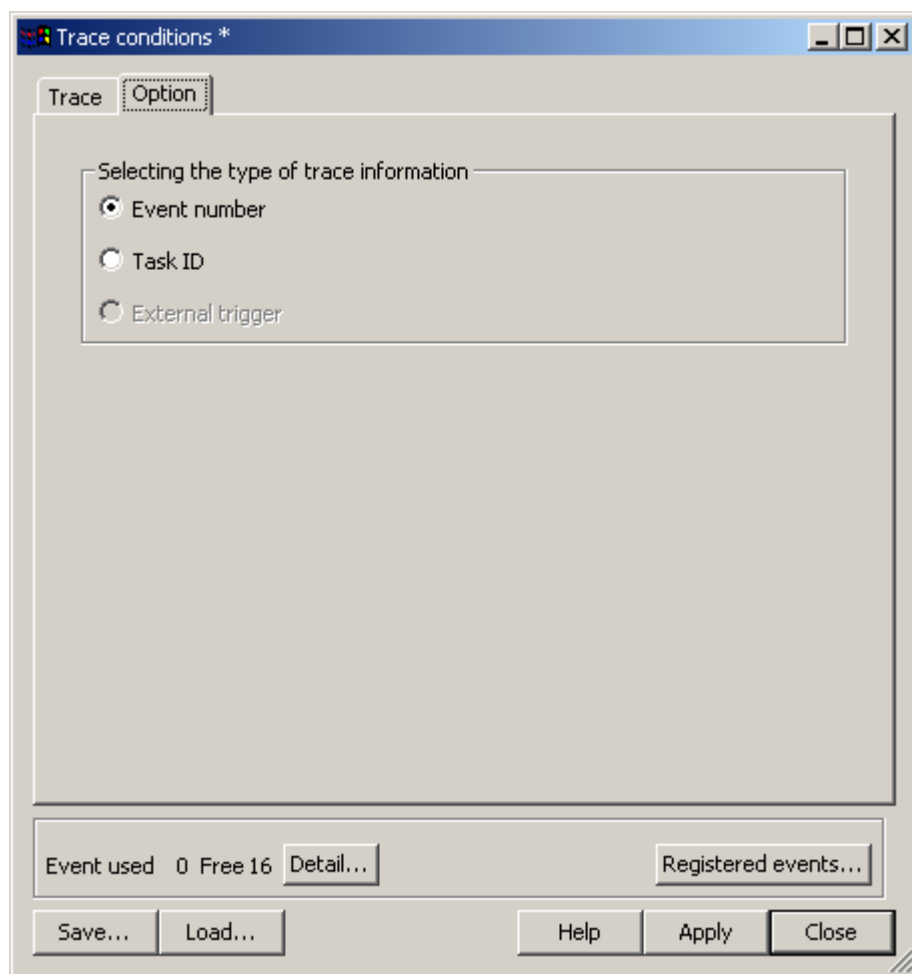 Trace conditions *
Trace Option
Selecting the type of trace information
Event number
Task ID
External trigger
Event used 0 Free 16 Detail... Registered events...
Save... Load... Help Apply Close